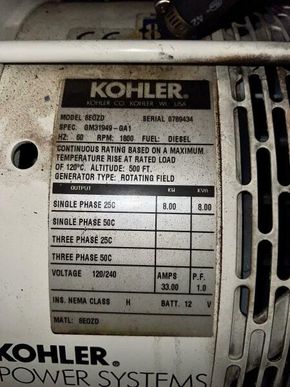 KOHLER®
KOHLER CO. KOHLER WI. USA
MODEL 8EOZD SERIAL 0789434
SPEC. GM31949-GA1
HZ: 60 RPM: 1800 FUEL: DIESEL
CONTINUOUS RATING BASED ON A MAXIMUM
TEMPERATURE RISE AT RATED LOAD
OF 120°C. ALTITUDE: 500 FT.
GENERATOR TYPE: ROTATING FIELD
OUTPUT KW KVA
SINGLE PHASE 25C 8.00 8.00
SINGLE PHASE 50C
THREE PHASE 25C
THREE PHASE 50C
VOLTAGE 120/240 AMPS P.F.
33.00 1.0
INS. NEMA CLASS H BATT. 12 V
MATL: 8EOZD
KOHLER®
POWER SYSTEMS